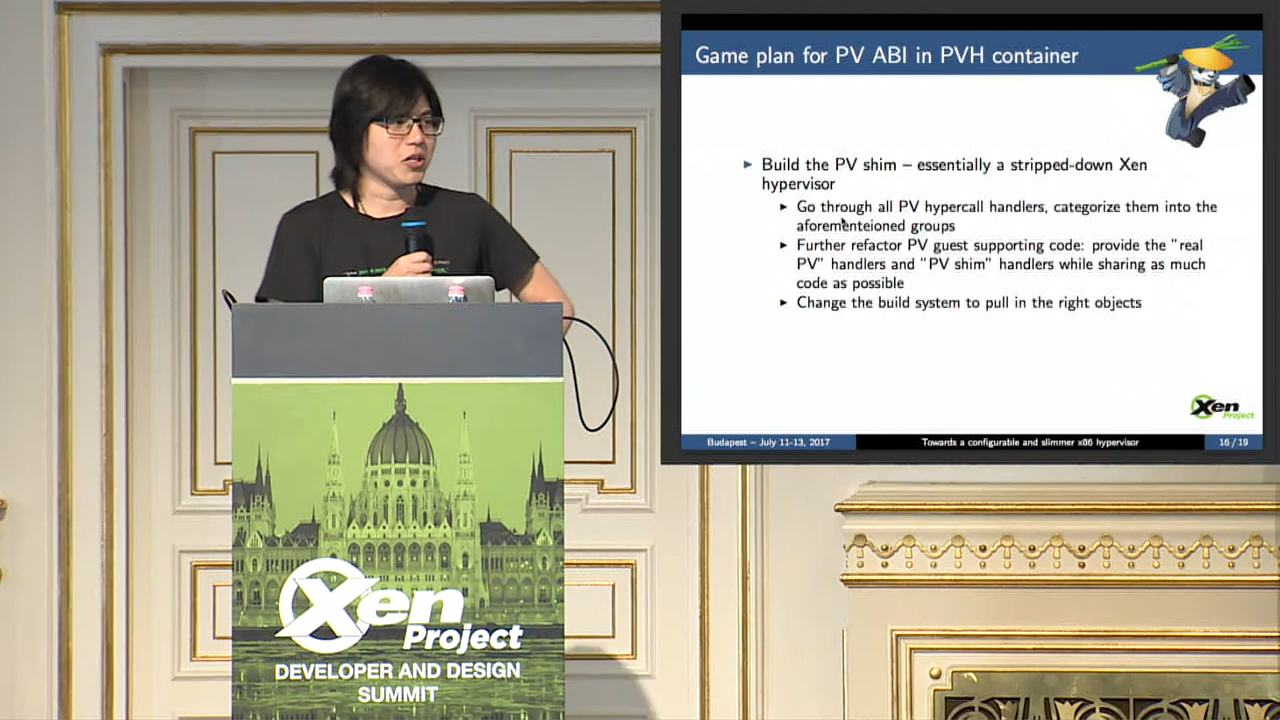 Game plan for PV ABI in PVH container
▶ Build the PV shim – essentially a stripped-down Xen
hypervisor
▶ Go through all PV hypercall handlers, categorize them into the
aforementeioned groups
▶ Further refactor PV guest supporting code: provide the "real
PV" handlers and "PV shim" handlers while sharing as much
code as possible
▶ Change the build system to pull in the right objects
Xen
Project
Budapest – July 11-13, 2017
Towards a configurable and slimmer x86 hypervisor
16 / 19
Xen
Project
DEVELOPER AND DESIGN
SUMMIT